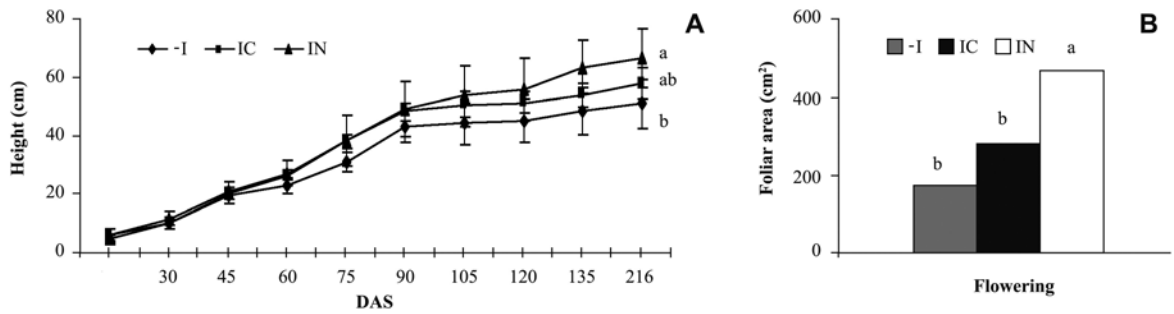 A
80
-I IC IN
a
60
ab
40
b
20
0
Height (cm)
30 45 60 75 90 105 120 135 216
DAS
B
600
-I IC IN
a
400
b
b
200
0
Foliar area (cm²)
Flowering